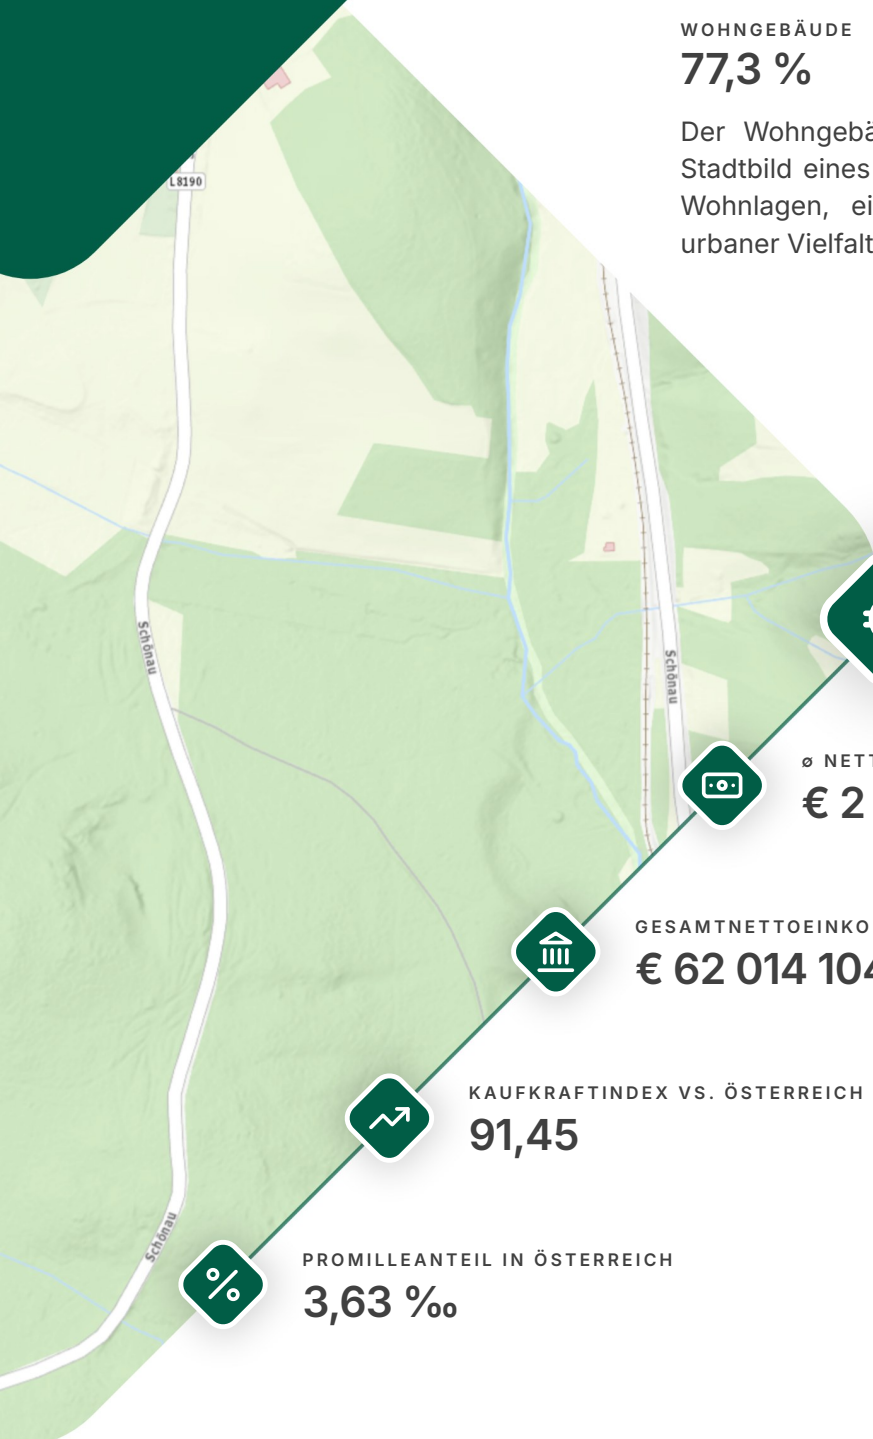 WOHNGEBÄUDE
77,3 %
Der Wohngebä
Stadtbild eines
Wohnlagen, ei
urbaner Vielfalt
L8190
Schönau
Schönau
ø NETT
€ 2
GESAMTNETTOEINKO
€ 62 014 104
KAUFKRAFTINDEX VS. ÖSTERREICH
91,45
Schönau
PROMILLEANTEIL IN ÖSTERREICH
3,63 ‰